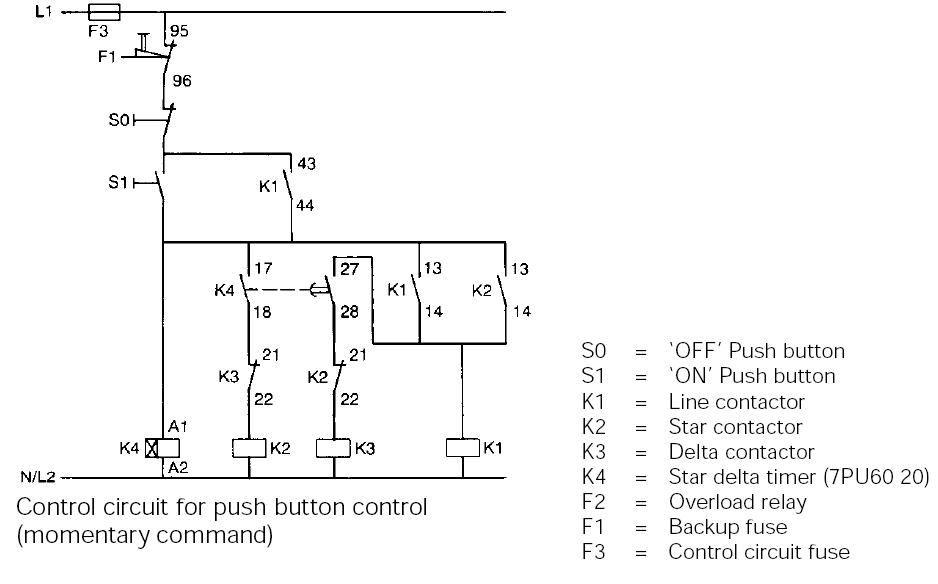 L1
F3
95
F1
96
S0
43
S1
K1
44
17
27
13
13
K4
K1
K2
18
28
14
14
21
21
K3
K2
22
22
A1
K4
K2
K3
K1
A2
N/L2
Control circuit for push button control
(momentary command)
S0 = ‘OFF’ Push button
S1 = ‘ON’ Push button
K1 = Line contactor
K2 = Star contactor
K3 = Delta contactor
K4 = Star delta timer (7PU60 20)
F2 = Overload relay
F1 = Backup fuse
F3 = Control circuit fuse